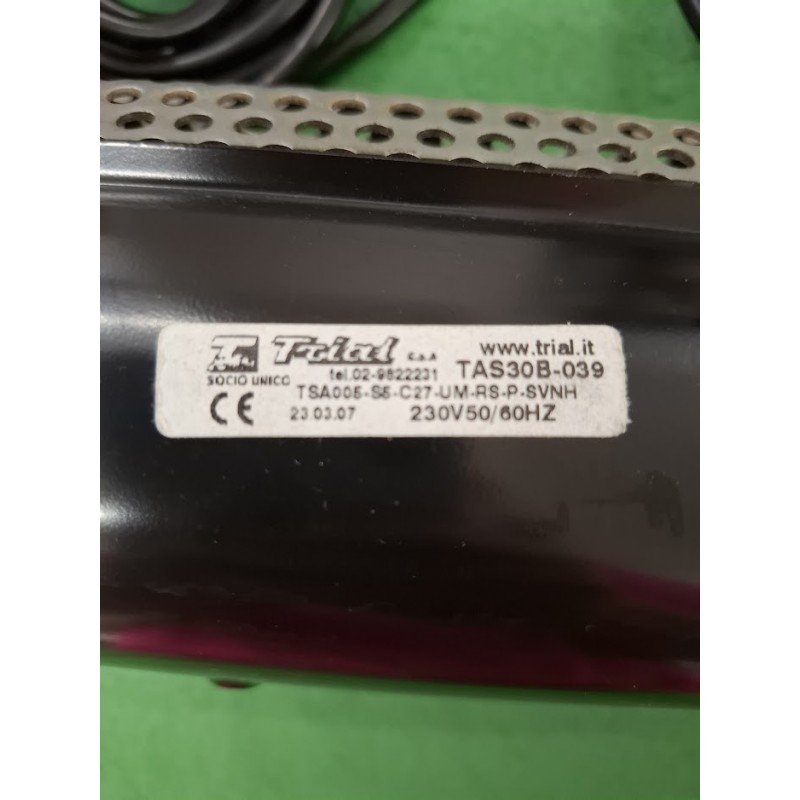 Trial S.p.A www.trial.it
SOCIO UNICO tel.02-9822231 TAS30B-039
TSA005-S5-C27-UM-RS-P-SVNH
CE 23.03.07 230V50/60HZ